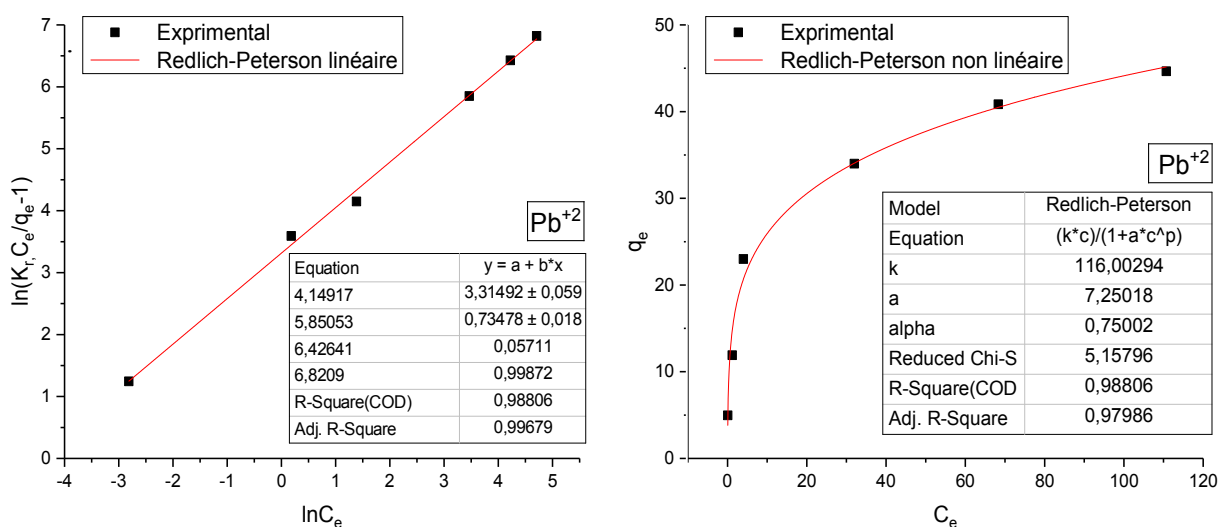 Exprimental
Redlich-Peterson linéaire
7
6
5
4
3
2
1
0
ln(K_r,C_e/q_e-1)
Pb+2
Equation y = a + b*x
4,14917 3,31492 ± 0,059
5,85053 0,73478 ± 0,018
6,42641 0,05711
6,8209 0,99872
R-Square(COD) 0,98806
Adj. R-Square 0,99679
-4 -3 -2 -1 0 1 2 3 4 5
lnC_e
Exprimental
Redlich-Peterson non linéaire
50
40
30
20
10
0
q_e
Pb+2
Model Redlich-Peterson
Equation (k*c)/(1+a*c^p)
k 116,00294
a 7,25018
alpha 0,75002
Reduced Chi-S 5,15796
R-Square(COD 0,98806
Adj. R-Square 0,97986
0 20 40 60 80 100 120
C_e